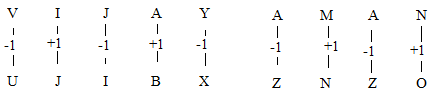 V I J A Y A M A N
-1 +1 -1 +1 -1 -1 +1 -1 +1
U J I B X Z N Z O